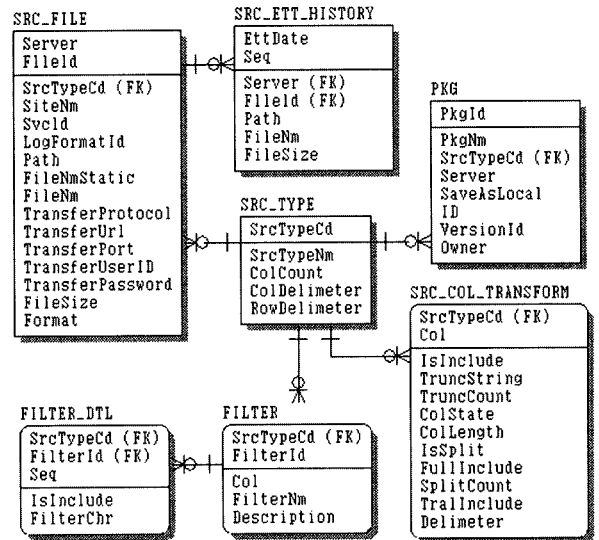 SRC_FILE
Server
FileId
SrcTypeCd (FK)
SiteNm
SvcId
LogFormatId
Path
FileNmStatic
FileNm
TransferProtocol
TransferUrl
TransferPort
TransferUserID
TransferPassword
FileSize
Format
SRC_ETT_HISTORY
EttDate
Seq
Server (FK)
FileId (FK)
Path
FileNm
FileSize
PKG
PkgId
PkgNm
SrcTypeCd (FK)
Server
SaveAsLocal
ID
VersionId
Owner
SRC_TYPE
SrcTypeCd
SrcTypeNm
ColCount
ColDelimeter
RowDelimeter
SRC_COL_TRANSFORM
SrcTypeCd (FK)
Col
IsInclude
TruncString
TruncCount
ColState
ColLength
IsSplit
FullInclude
SplitCount
TralInclude
Delimeter
FILTER_DTL
SrcTypeCd (FK)
FilterId (FK)
Seq
IsInclude
FilterChr
FILTER
SrcTypeCd (FK)
FilterId
Col
FilterNm
Description